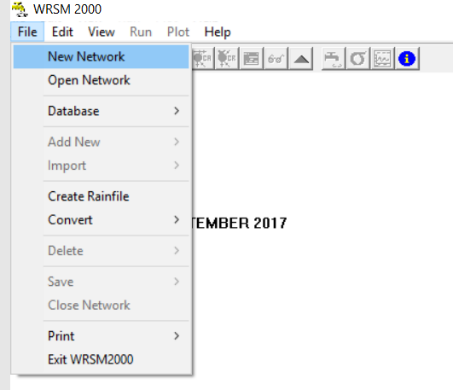 WRSM 2000
File Edit View Run Plot Help
New Network
Open Network
Database
Add New
Import
Create Rainfile
Convert
TEMBER 2017
Delete
Save
Close Network
Print
Exit WRSM2000